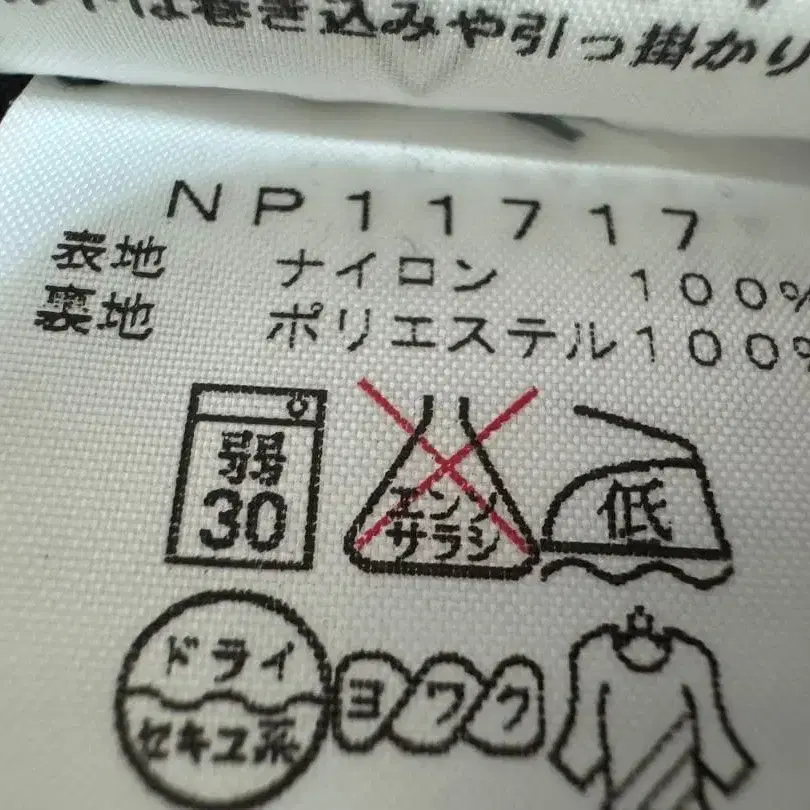 は巻き込みや引っ掛かり
NP11717
表地 ナイロン 100%
裏地 ポリエステル100%
弱
30
エンソ
サラシ
低
ドライ
セキユ系
ヨワク